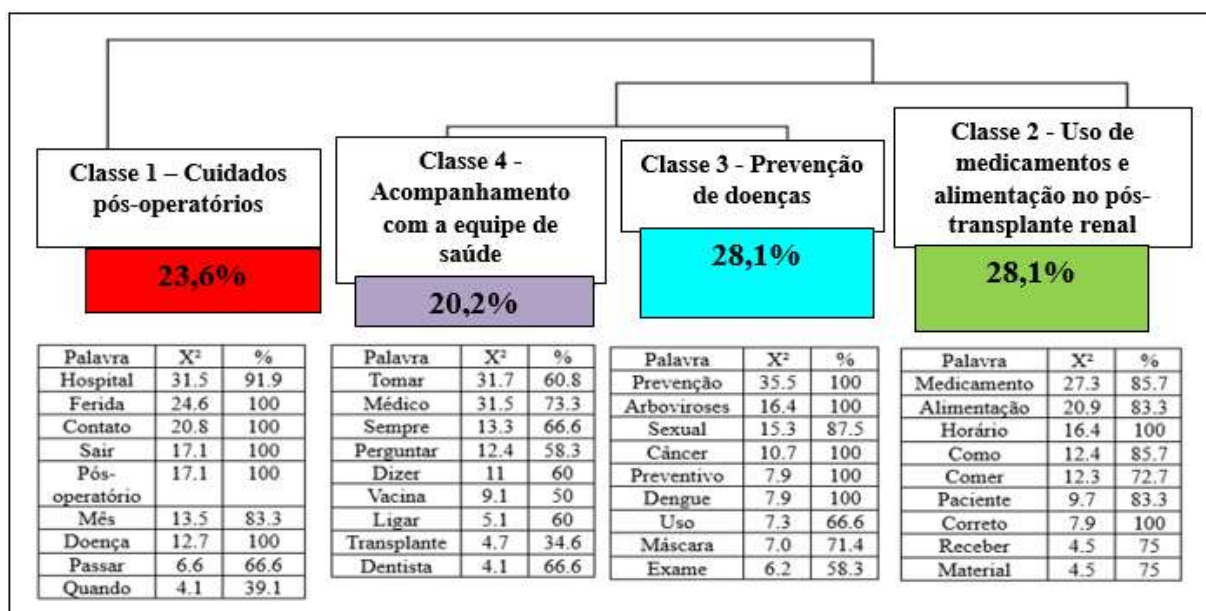 Classe 1 – Cuidados
pós-operatórios
23,6%
Classe 4 -
Acompanhamento
com a equipe de
saúde
20,2%
Classe 3 - Prevenção
de doenças
28,1%
Classe 2 - Uso de
medicamentos e
alimentação no pós-
transplante renal
28,1%
Palavra X² %
Hospital 31.5 91.9
Ferida 24.6 100
Contato 20.8 100
Sair 17.1 100
Pós- 17.1 100
operatório
Mês 13.5 83.3
Doença 12.7 100
Passar 6.6 66.6
Quando 4.1 39.1
Palavra X² %
Tomar 31.7 60.8
Médico 31.5 73.3
Sempre 13.3 66.6
Perguntar 12.4 58.3
Dizer 11 60
Vacina 9.1 50
Ligar 5.1 60
Transplante 4.7 34.6
Dentista 4.1 66.6
Palavra X² %
Prevenção 35.5 100
Arboviroses 16.4 100
Sexual 15.3 87.5
Câncer 10.7 100
Preventivo 7.9 100
Dengue 7.9 100
Uso 7.3 66.6
Máscara 7.0 71.4
Exame 6.2 58.3
Palavra X² %
Medicamento 27.3 85.7
Alimentação 20.9 83.3
Horário 16.4 100
Como 12.4 85.7
Comer 12.3 72.7
Paciente 9.7 83.3
Correto 7.9 100
Receber 4.5 75
Material 4.5 75